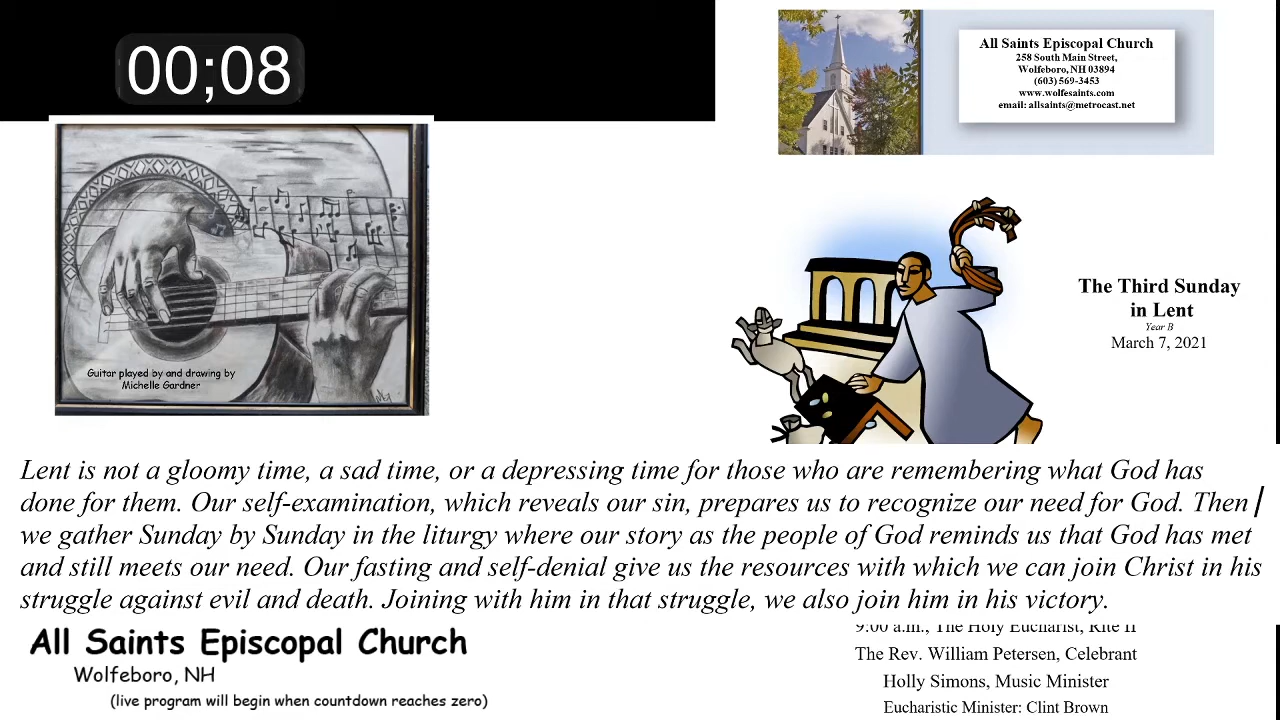 00;08
All Saints Episcopal Church
258 South Main Street,
Wolfeboro, NH 03894
(603) 569-3453
www.wolfesaints.com
email: allsaints@metrocast.net
Guitar played by and drawing by
Michelle Gardner
The Third Sunday
in Lent
Year B
March 7, 2021
Lent is not a gloomy time, a sad time, or a depressing time for those who are remembering what God has
done for them. Our self-examination, which reveals our sin, prepares us to recognize our need for God. Then
we gather Sunday by Sunday in the liturgy where our story as the people of God reminds us that God has met
and still meets our need. Our fasting and self-denial give us the resources with which we can join Christ in his
struggle against evil and death. Joining with him in that struggle, we also join him in his victory.
All Saints Episcopal Church
Wolfeboro, NH
(live program will begin when countdown reaches zero)
9:00 a.m., The Holy Eucharist, Rite II
The Rev. William Petersen, Celebrant
Holly Simons, Music Minister
Eucharistic Minister: Clint Brown